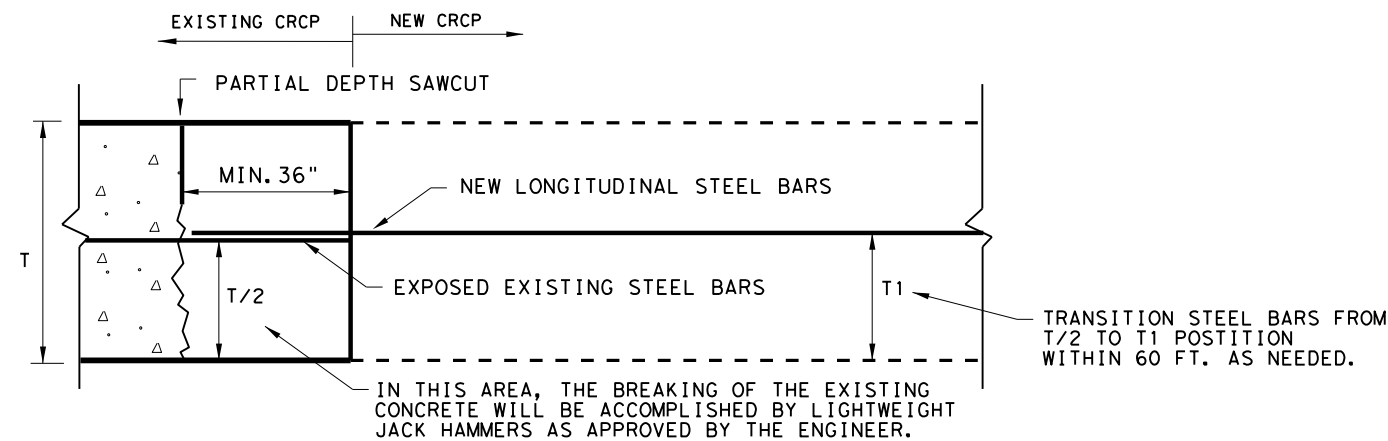 EXISTING CRCP
NEW CRCP
PARTIAL DEPTH SAWCUT
MIN. 36"
NEW LONGITUDINAL STEEL BARS
T
T/2
EXPOSED EXISTING STEEL BARS
T1
TRANSITION STEEL BARS FROM
T/2 TO T1 POSTITION
WITHIN 60 FT. AS NEEDED.
IN THIS AREA, THE BREAKING OF THE EXISTING
CONCRETE WILL BE ACCOMPLISHED BY LIGHTWEIGHT
JACK HAMMERS AS APPROVED BY THE ENGINEER.